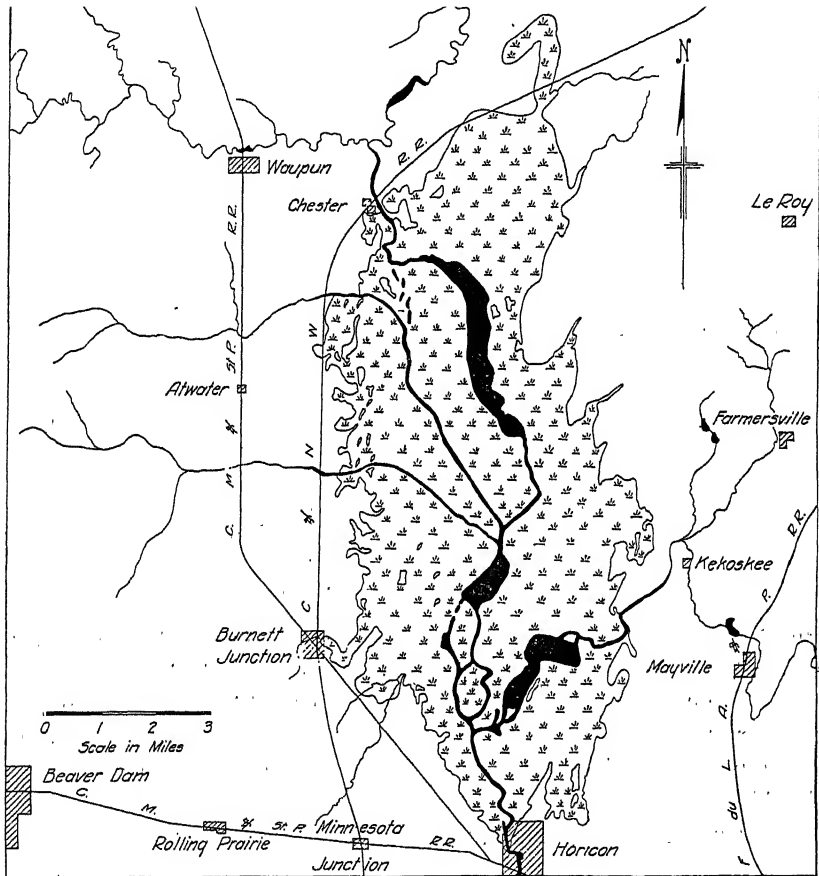 N
Waupun
R. R.
Chester
Le Roy
C. M. & St P. R.R.
C & N W
Atwater
Farmersville
Kekoskee
Burnett
Junction
Mayville
F du L. A. & P. R.R.
0 1 2 3
Scale in Miles
Beaver Dam
C. M. & St P. R.R.
Rolling Prairie
Minnesota
Junction
Horicon